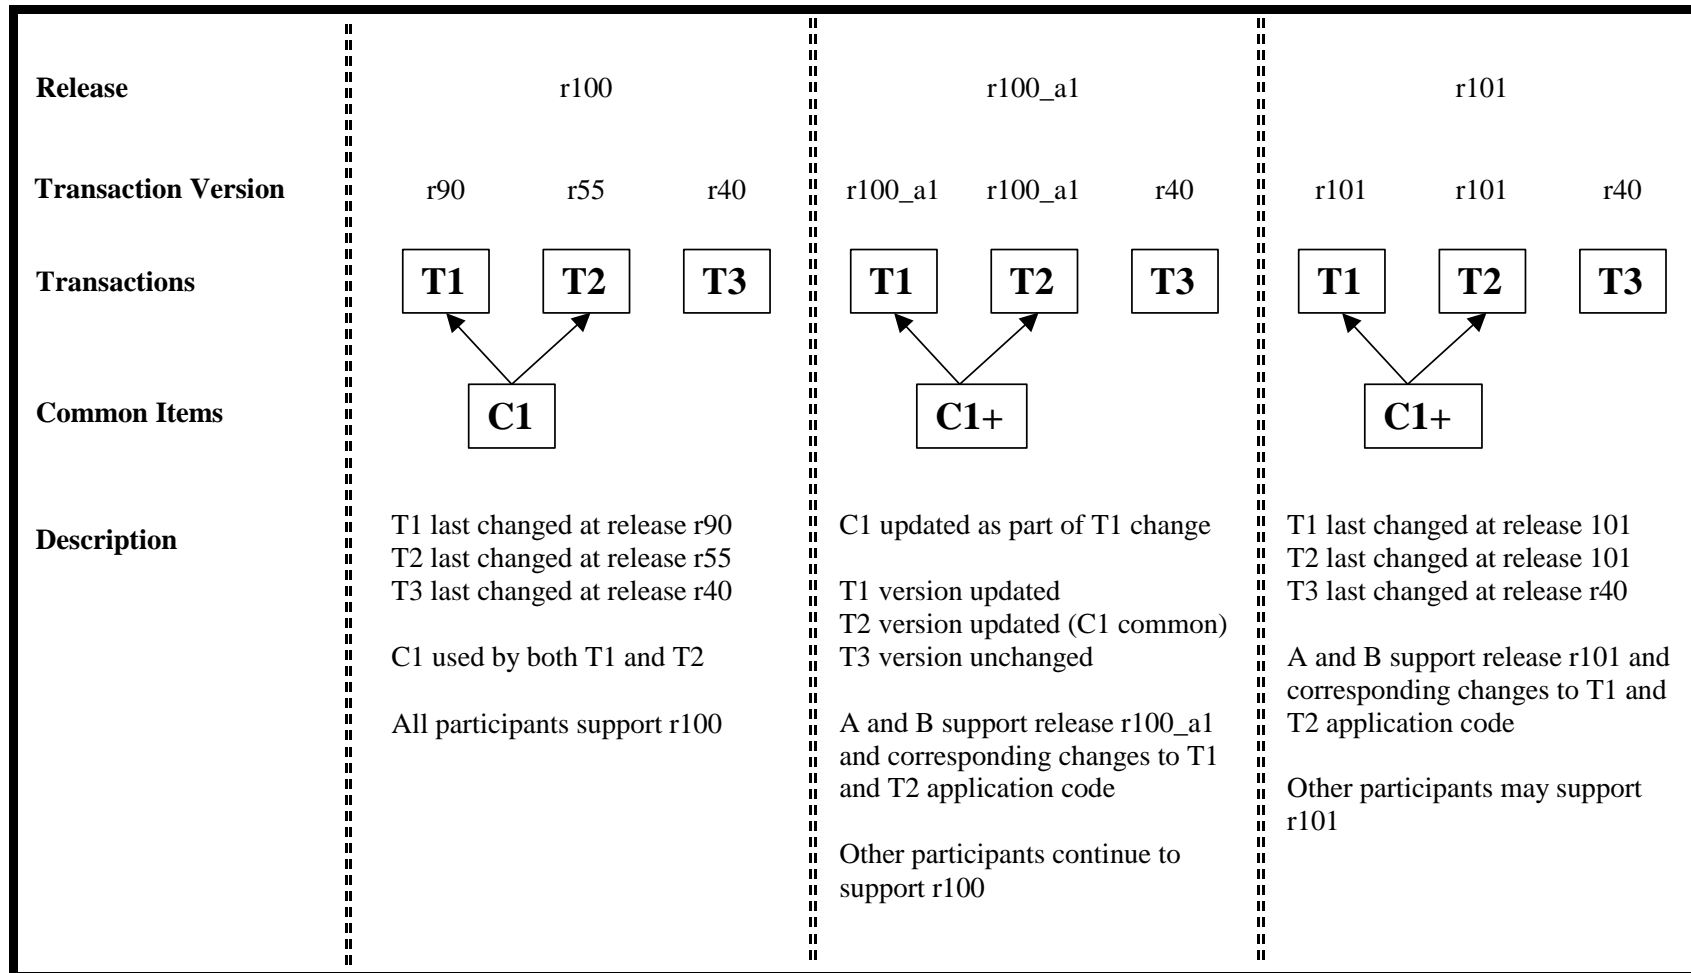 Release
r100
r100_a1
r101
Transaction Version
r90
r55
r40
r100_a1
r100_a1
r40
r101
r101
r40
Transactions
T1
T2
T3
T1
T2
T3
T1
T2
T3
Common Items
C1
C1+
C1+
Description
T1 last changed at release r90
T2 last changed at release r55
T3 last changed at release r40
C1 used by both T1 and T2
All participants support r100
C1 updated as part of T1 change
T1 version updated
T2 version updated (C1 common)
T3 version unchanged
A and B support release r100_a1
and corresponding changes to T1
and T2 application code
Other participants continue to
support r100
T1 last changed at release 101
T2 last changed at release 101
T3 last changed at release r40
A and B support release r101 and
corresponding changes to T1 and
T2 application code
Other participants may support
r101